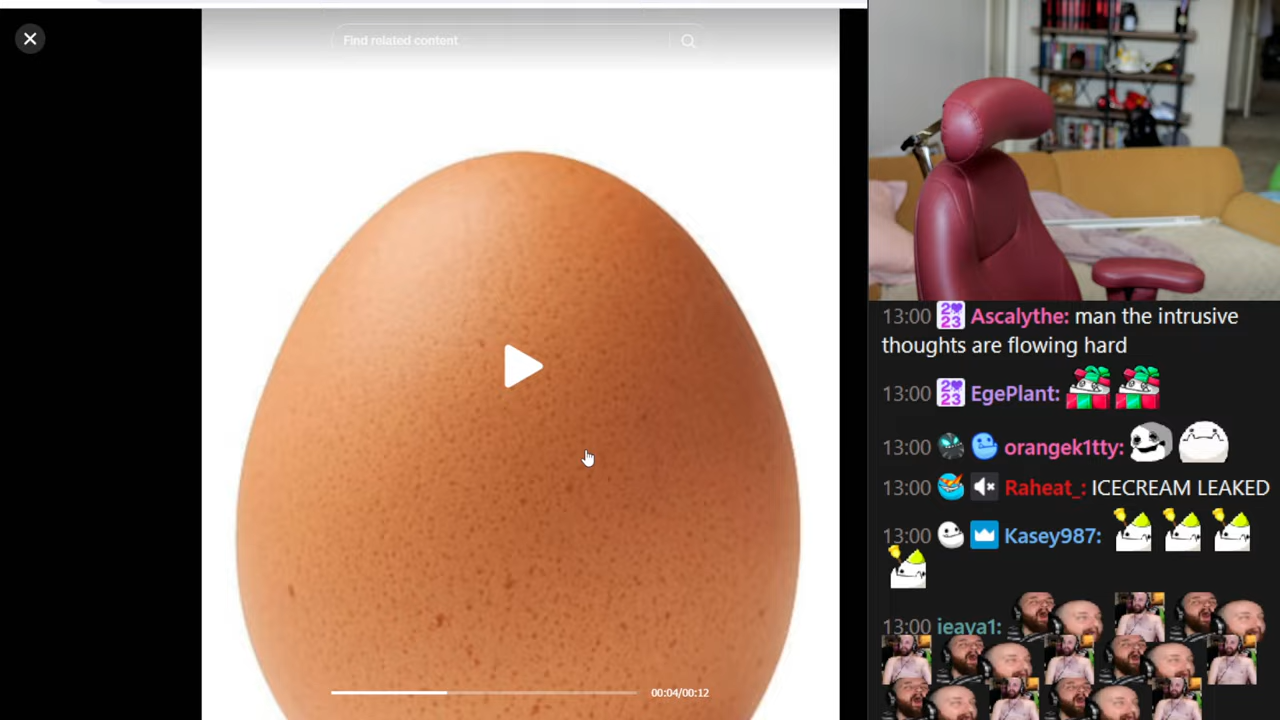 Find related content
00:04/00:12
13:00 Ascalythe: man the intrusive
thoughts are flowing hard
13:00 EgePlant:
13:00 orangek1tty:
13:00 Raheat_: ICECREAM LEAKED
13:00 Kasey987:
13:00 ieava1: